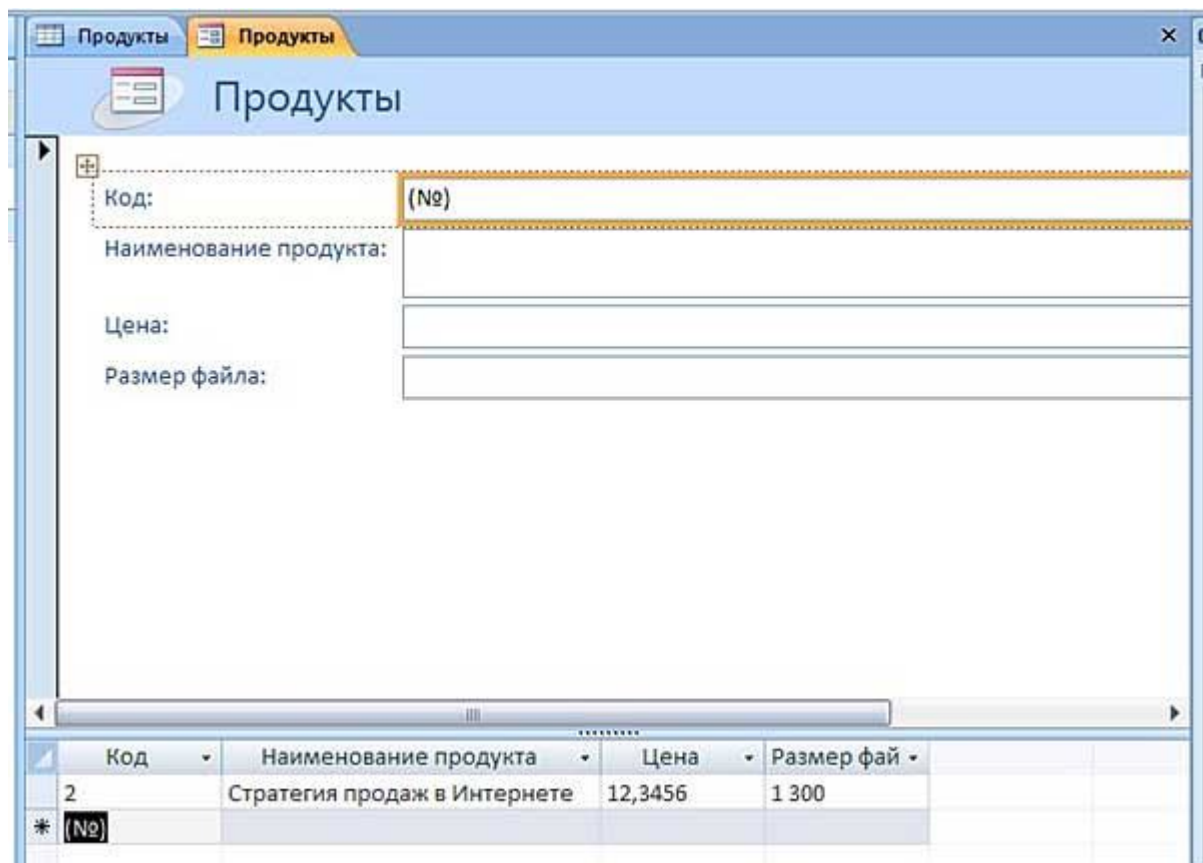 Продукты Продукты
Продукты
Код: (№)
Наименование продукта:
Цена:
Размер файла:
Код Наименование продукта Цена Размер фай
2 Стратегия продаж в Интернете 12,3456 1 300
(№)